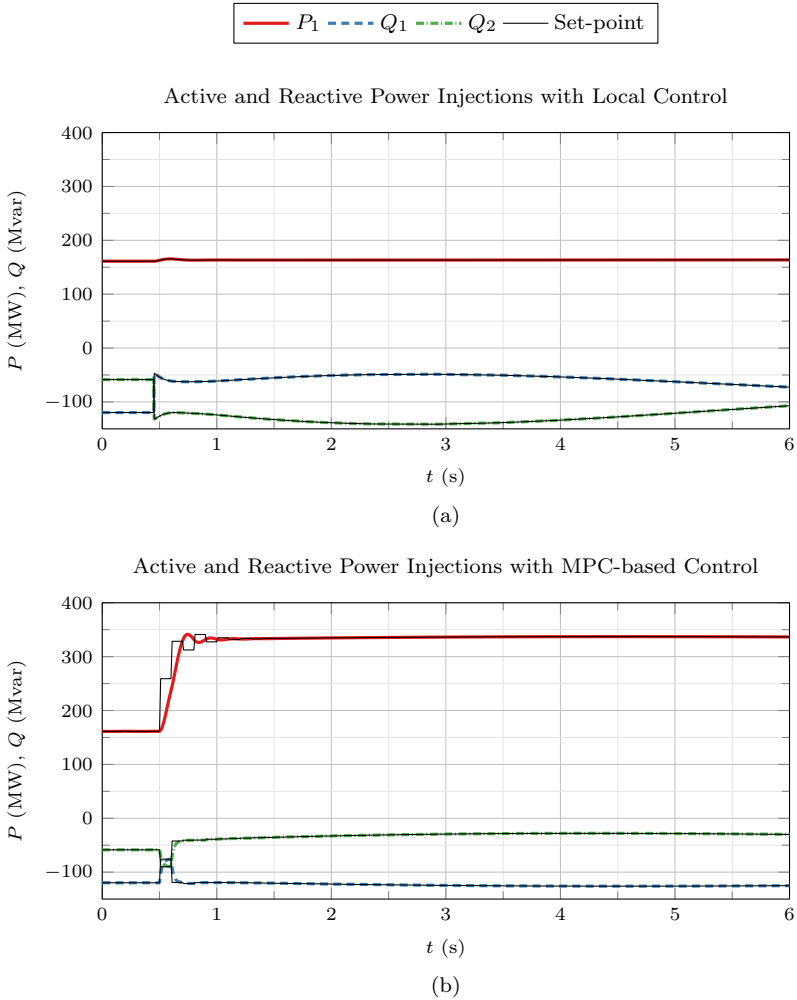 P1 Q1 Q2 Set-point
Active and Reactive Power Injections with Local Control
400
300
200
100
0
−100
P (MW), Q (Mvar)
0 1 2 3 4 5 6
t (s)
(a)
Active and Reactive Power Injections with MPC-based Control
400
300
200
100
0
−100
P (MW), Q (Mvar)
0 1 2 3 4 5 6
t (s)
(b)